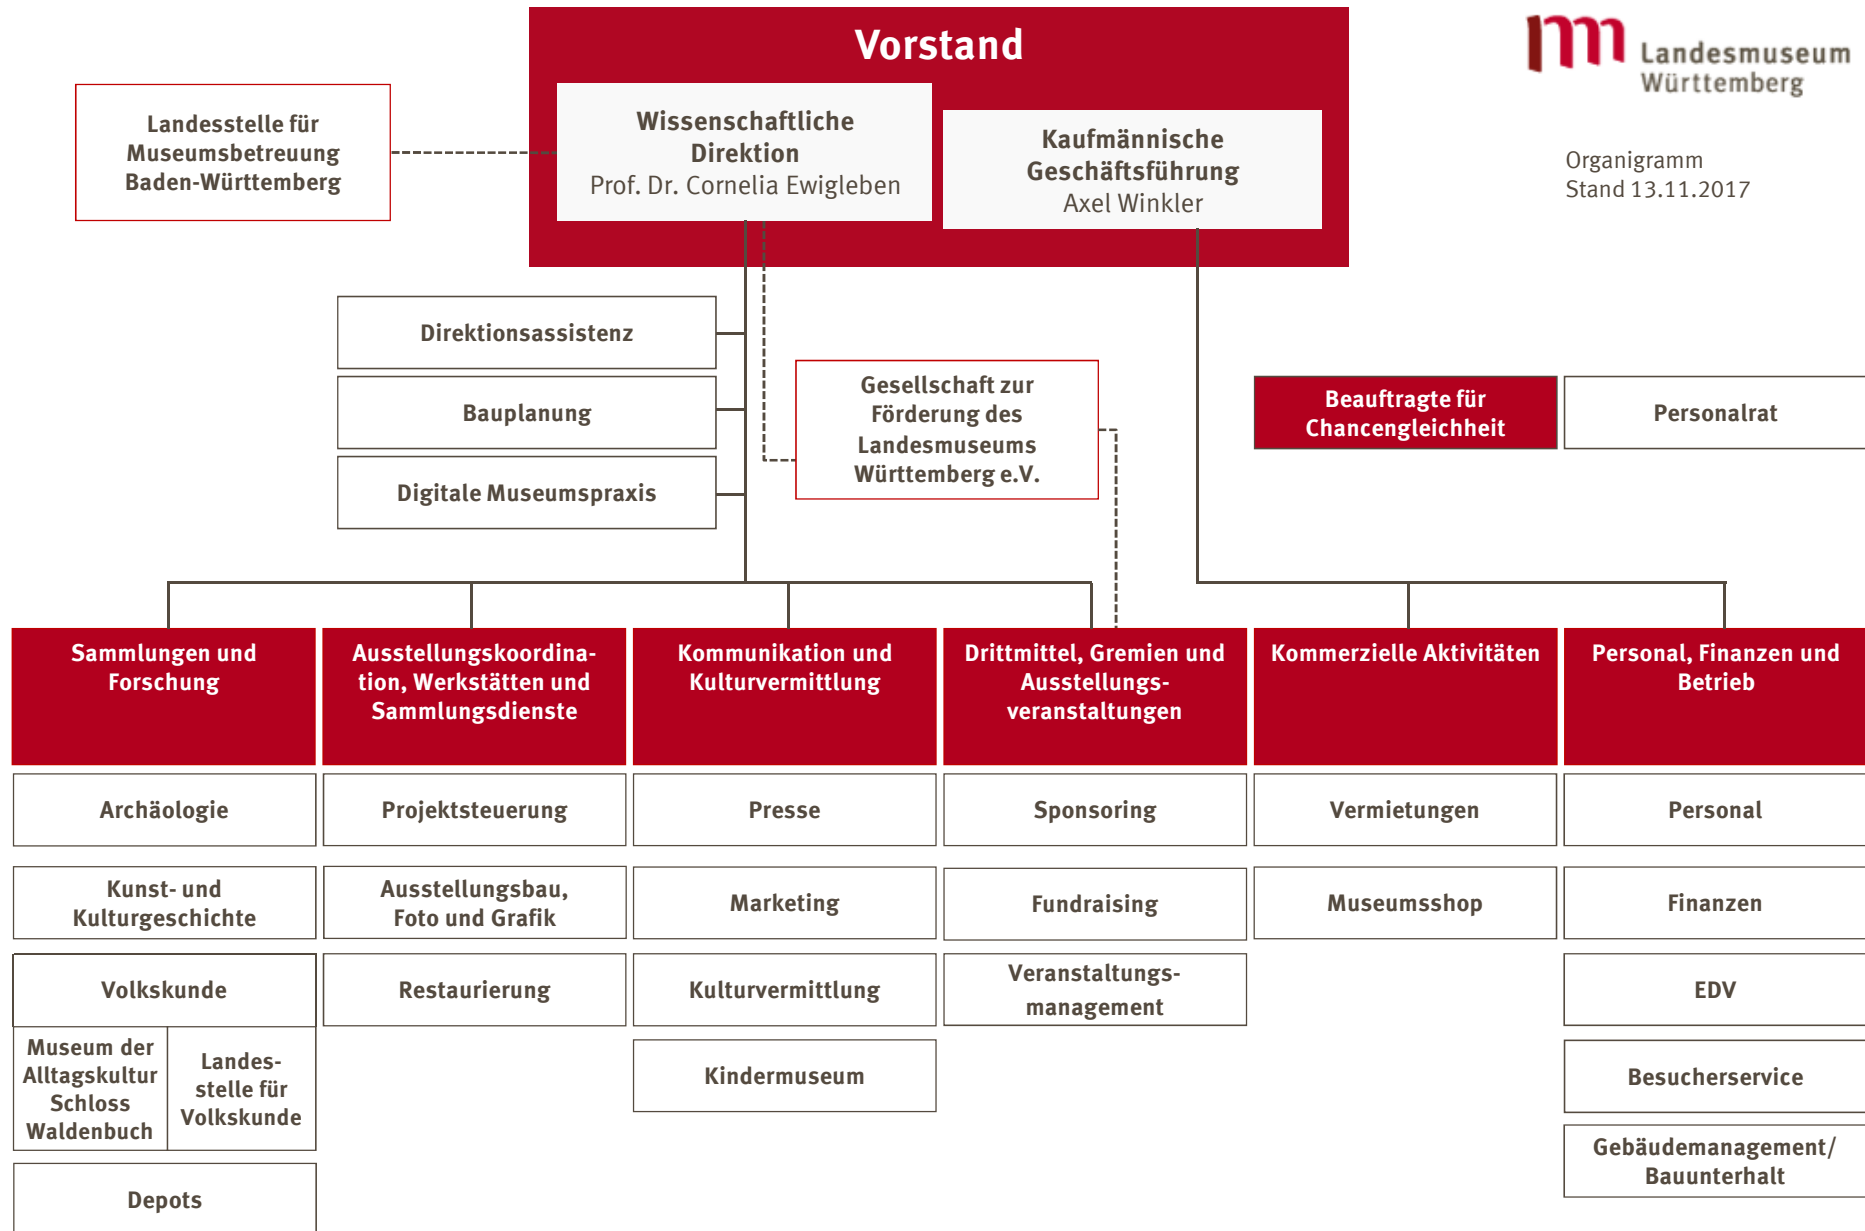 Vorstand
Landesmuseum
Württemberg
Organigramm
Stand 13.11.2017
Landesstelle für
Museumsbetreuung
Baden-Württemberg
Wissenschaftliche
Direktion
Prof. Dr. Cornelia Ewigleben
Kaufmännische
Geschäftsführung
Axel Winkler
Direktionsassistenz
Bauplanung
Digitale Museumspraxis
Gesellschaft zur
Förderung des
Landesmuseums
Württemberg e.V.
Beauftragte für
Chancengleichheit
Personalrat
Sammlungen und
Forschung
Archäologie
Kunst- und
Kulturgeschichte
Volkskunde
Museum der
Alltagskultur
Schloss
Waldenbuch
Landes-
stelle für
Volkskunde
Depots
Ausstellungskoordina-
tion, Werkstätten und
Sammlungsdienste
Projektsteuerung
Ausstellungsbau,
Foto und Grafik
Restaurierung
Kommunikation und
Kulturvermittlung
Presse
Marketing
Kulturvermittlung
Kindermuseum
Drittmittel, Gremien und
Ausstellungs-
veranstaltungen
Sponsoring
Fundraising
Veranstaltungs-
management
Kommerzielle Aktivitäten
Vermietungen
Museumsshop
Personal, Finanzen und
Betrieb
Personal
Finanzen
EDV
Besucherservice
Gebäudemanagement/
Bauunterhalt